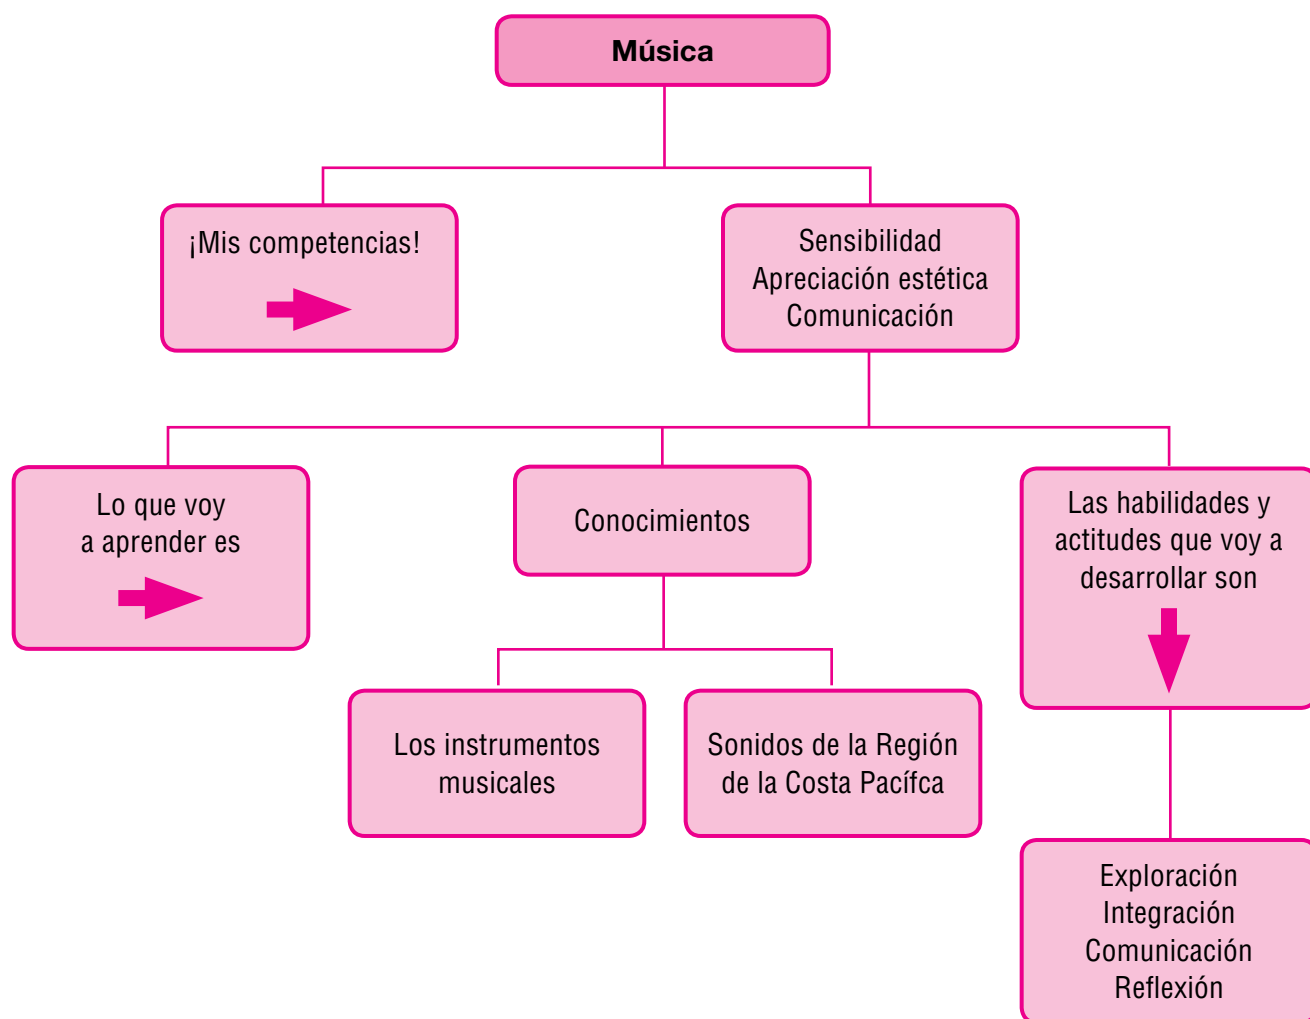 Música
¡Mis competencias!
Sensibilidad
Apreciación estética
Comunicación
Lo que voy
a aprender es
Conocimientos
Las habilidades y
actitudes que voy a
desarrollar son
Los instrumentos
musicales
Sonidos de la Región
de la Costa Pacífca
Exploración
Integración
Comunicación
Reflexión